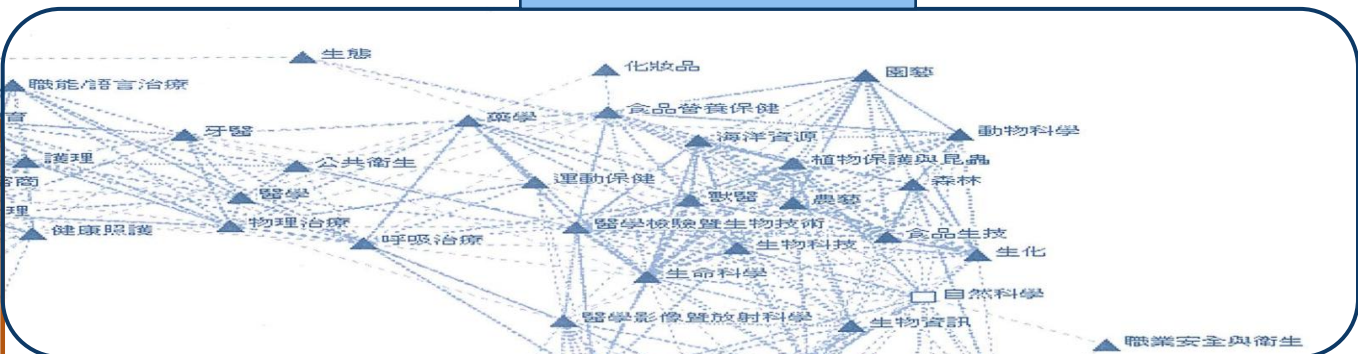 生態
化妝品
園藝
職能/語言治療
食品營養保健
育
藥學
牙醫
海洋資源
動物科學
護理
公共衛生
植物保護與昆蟲
商
醫學
運動保健
獸醫
農藝
森林
理
健康照護
物理治療
呼吸治療
醫學檢驗暨生物技術
生物科技
食品生技
生化
生命科學
自然科學
醫學影像暨放射科學
生物資訊
職業安全與衛生